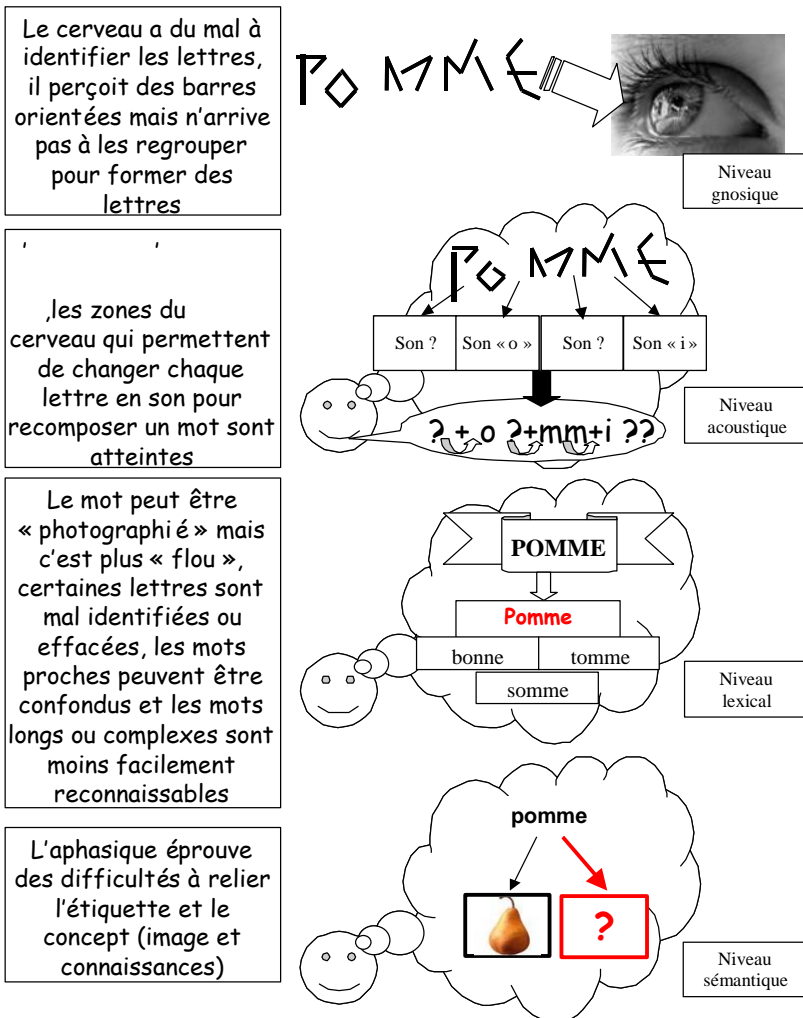 Le cerveau a du mal à
identifier les lettres,
il perçoit des barres
orientées mais n'arrive
pas à les regrouper
pour former des
lettres
POMME
Niveau
gnosique
' '
,les zones du
cerveau qui permettent
de changer chaque
lettre en son pour
recomposer un mot sont
atteintes
POMME
Son ? Son « o » Son ? Son « i »
? + o ?+mm+i ??
Niveau
acoustique
Le mot peut être
« photographi é » mais
c'est plus « flou »,
certaines lettres sont
mal identifiées ou
effacées, les mots
proches peuvent être
confondus et les mots
longs ou complexes sont
moins facilement
reconnaissables
POMME
Pomme
bonne tomme
somme
Niveau
lexical
L'aphasique éprouve
des difficultés à relier
l'étiquette et le
concept (image et
connaissances)
pomme
?
Niveau
sémantique